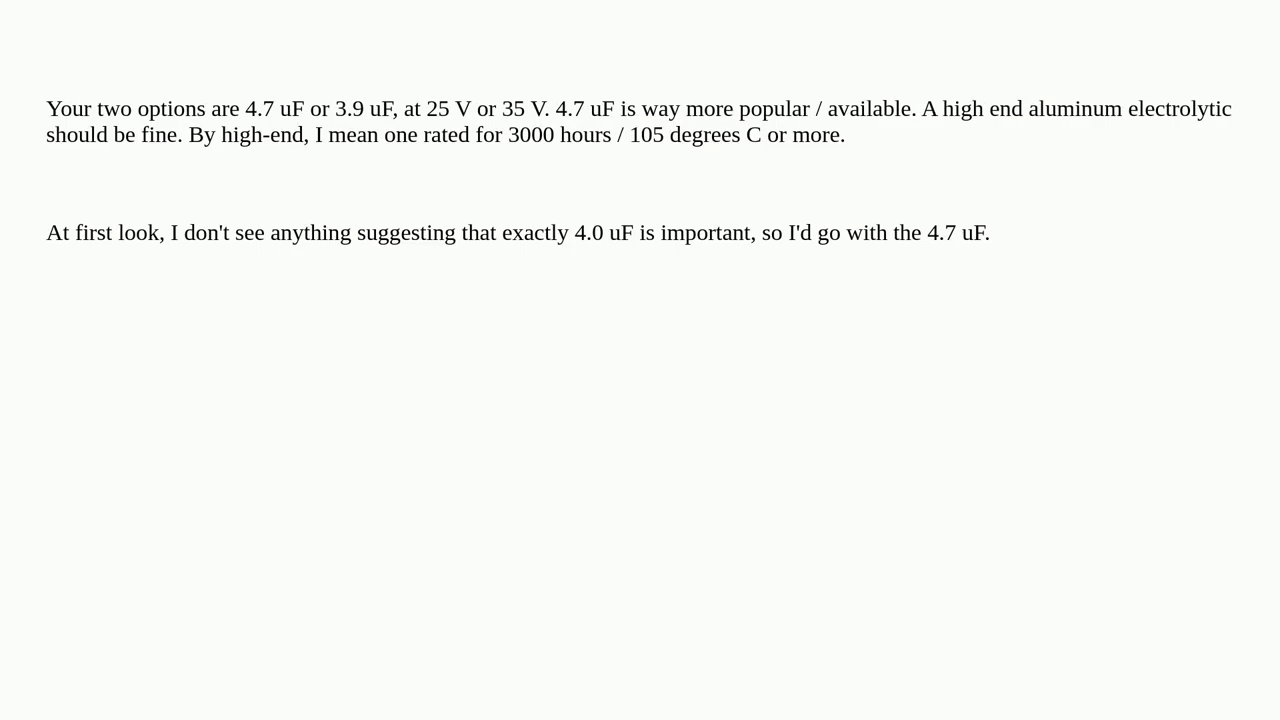 Your two options are 4.7 uF or 3.9 uF, at 25 V or 35 V. 4.7 uF is way more popular / available. A high end aluminum electrolytic
should be fine. By high-end, I mean one rated for 3000 hours / 105 degrees C or more.
At first look, I don't see anything suggesting that exactly 4.0 uF is important, so I'd go with the 4.7 uF.